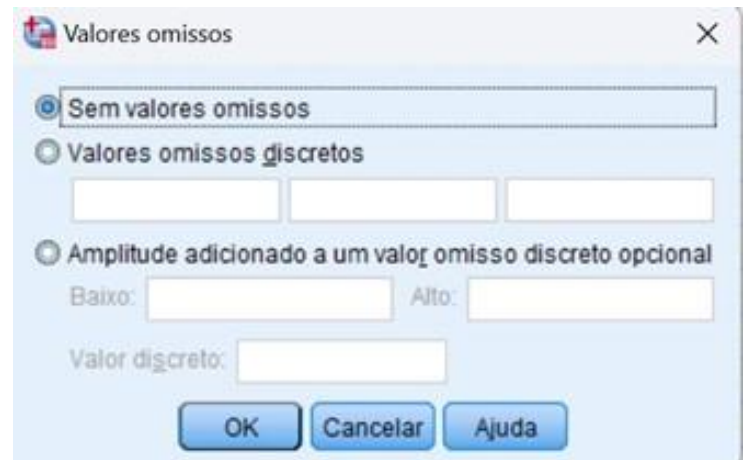 Valores omissos
Sem valores omissos
Valores omissos discretos
Amplitude adicionado a um valor omisso discreto opcional
Baixo: Alto:
Valor discreto:
OK Cancelar Ajuda